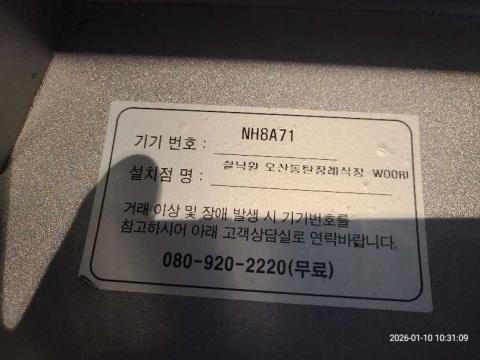 기기 번호 : NH8A71
설치점 명 : 쉴낙원 오산동탄장례식장 WOORI
거래 이상 및 장애 발생 시 기기번호를
참고하시어 아래 고객상담실로 연락바랍니다.
080-920-2220(무료)
2026-01-10 10:31:09